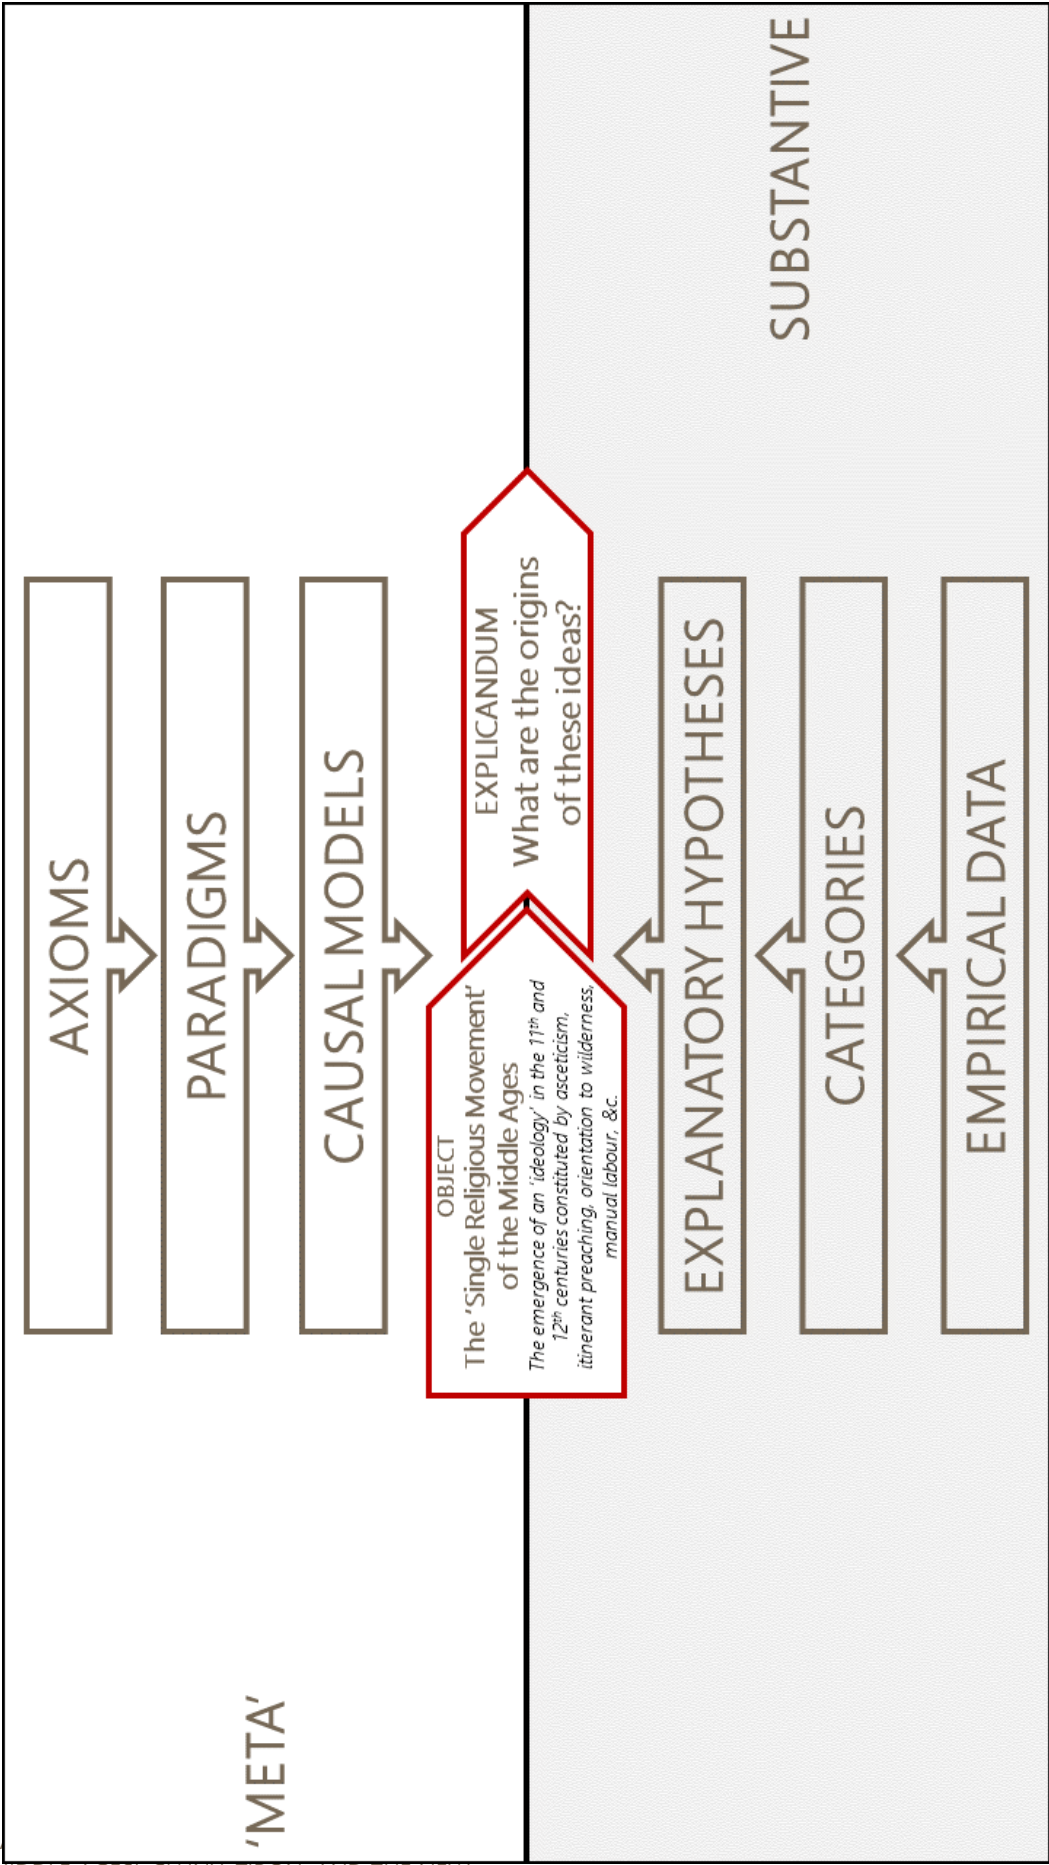 'META'
AXIOMS
PARADIGMS
CAUSAL MODELS
OBJECT
The 'Single Religious Movement'
of the Middle Ages
The emergence of an 'ideology' in the 11th and
12th centuries constituted by asceticism,
itinerant preaching, orientation to wilderness,
manual labour, &c.
EXPLICANDUM
What are the origins
of these ideas?
EXPLANATORY HYPOTHESES
CATEGORIES
EMPIRICAL DATA
SUBSTANTIVE